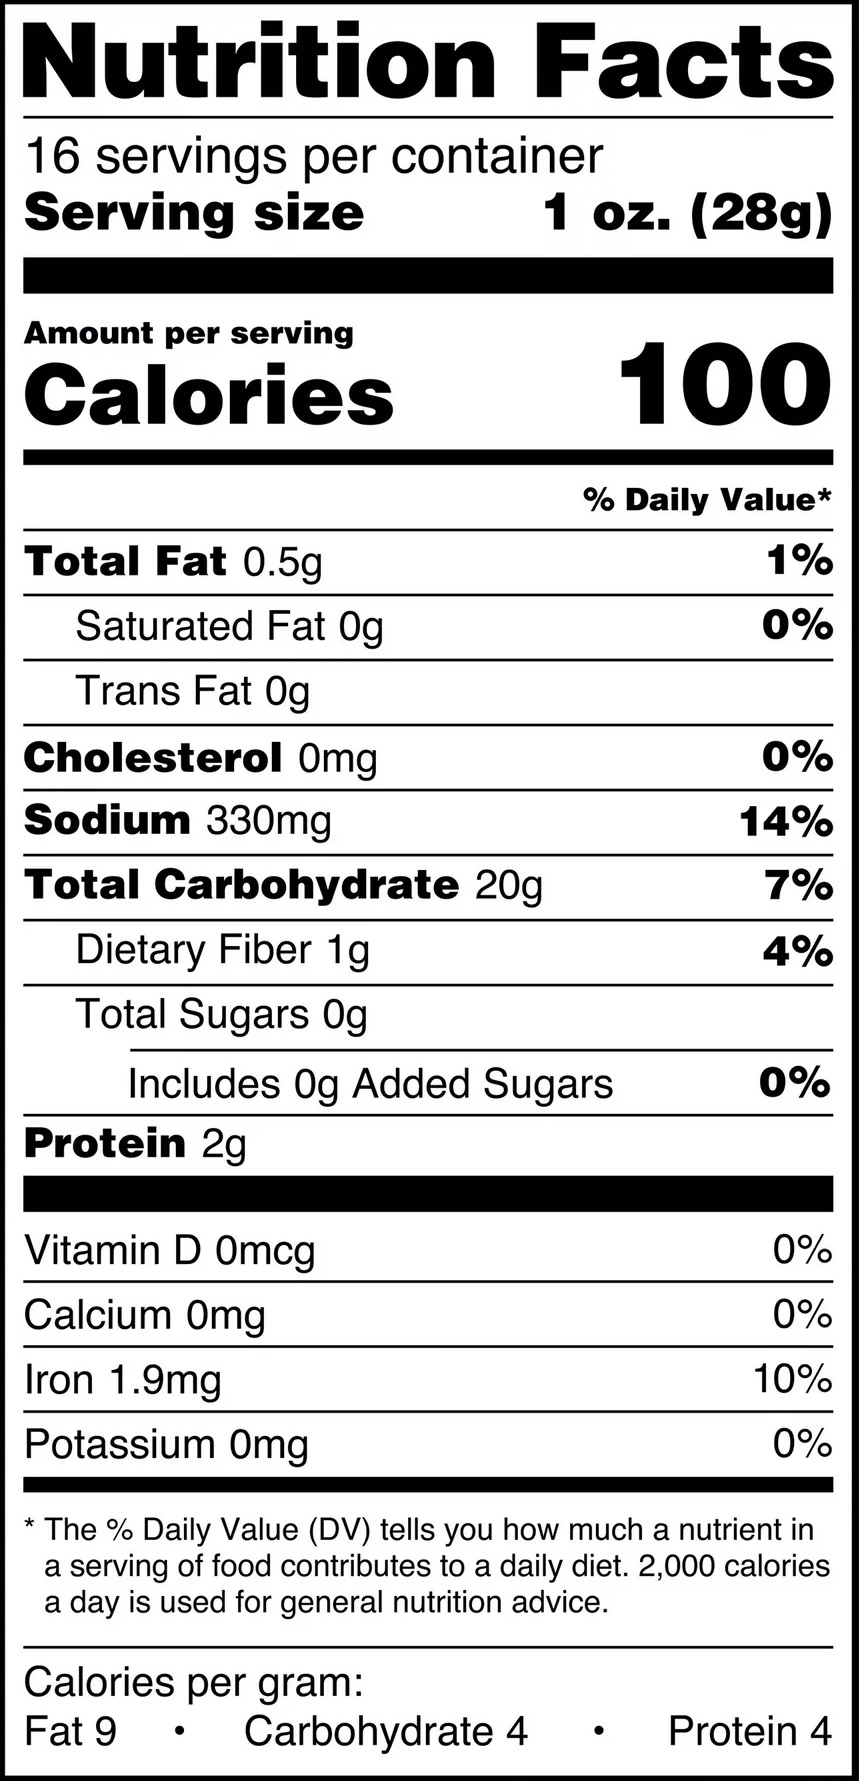 Nutrition Facts
16 servings per container
Serving size 1 oz. (28g)
Amount per serving
Calories 100
% Daily Value*
Total Fat 0.5g 1%
Saturated Fat 0g 0%
Trans Fat 0g
Cholesterol 0mg 0%
Sodium 330mg 14%
Total Carbohydrate 20g 7%
Dietary Fiber 1g 4%
Total Sugars 0g
Includes 0g Added Sugars 0%
Protein 2g
Vitamin D 0mcg 0%
Calcium 0mg 0%
Iron 1.9mg 10%
Potassium 0mg 0%
* The % Daily Value (DV) tells you how much a nutrient in
a serving of food contributes to a daily diet. 2,000 calories
a day is used for general nutrition advice.
Calories per gram:
Fat 9 • Carbohydrate 4 • Protein 4